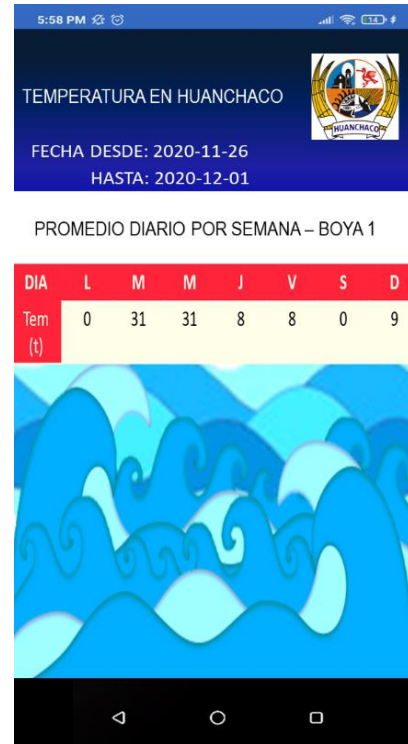 5:58 PM
14
TEMPERATURA EN HUANCHACO
HUANCHACO
FECHA DESDE: 2020-11-26
HASTA: 2020-12-01
PROMEDIO DIARIO POR SEMANA – BOYA 1
DIA L M M J V S D
Tem 0 31 31 8 8 0 9
(t)